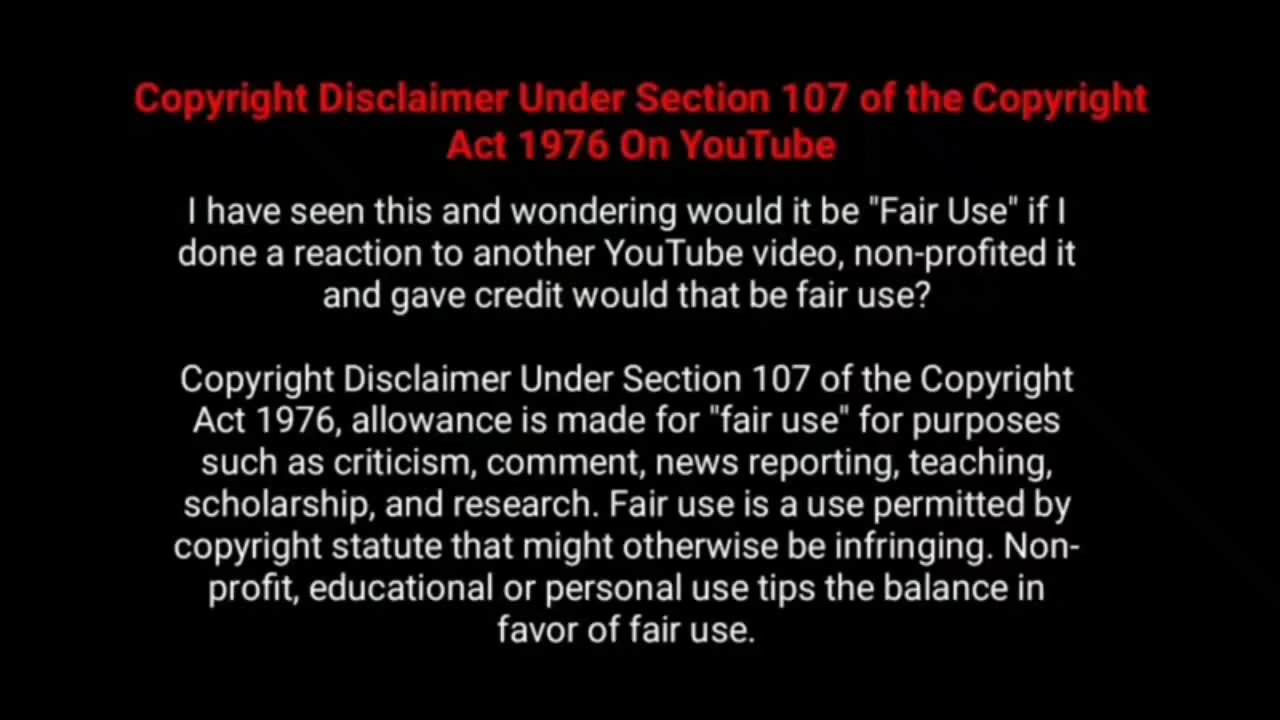 Copyright Disclaimer Under Section 107 of the Copyright
Act 1976 On YouTube
I have seen this and wondering would it be "Fair Use" if I
done a reaction to another YouTube video, non-profited it
and gave credit would that be fair use?
Copyright Disclaimer Under Section 107 of the Copyright
Act 1976, allowance is made for "fair use" for purposes
such as criticism, comment, news reporting, teaching,
scholarship, and research. Fair use is a use permitted by
copyright statute that might otherwise be infringing. Non-
profit, educational or personal use tips the balance in
favor of fair use.